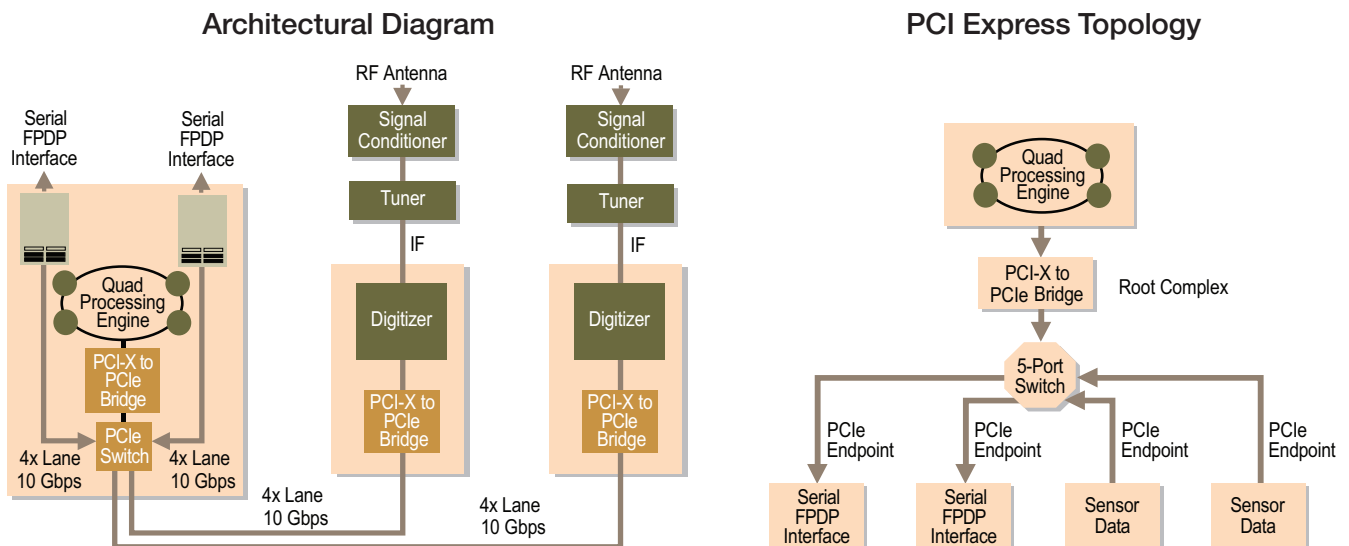 Architectural Diagram
PCI Express Topology
RF Antenna
RF Antenna
Serial
FPDP
Interface
Serial
FPDP
Interface
Signal
Conditioner
Signal
Conditioner
Tuner
Tuner
IF
IF
Quad
Processing
Engine
Digitizer
Digitizer
PCI-X to
PCIe
Bridge
PCI-X to
PCIe
Bridge
PCI-X to
PCIe
Bridge
PCIe
Switch
4x Lane
10 Gbps
4x Lane
10 Gbps
4x Lane
10 Gbps
4x Lane
10 Gbps
Quad
Processing
Engine
PCI-X to
PCIe Bridge
Root Complex
5-Port
Switch
PCIe
Endpoint
PCIe
Endpoint
PCIe
Endpoint
PCIe
Endpoint
Serial
FPDP
Interface
Serial
FPDP
Interface
Sensor
Data
Sensor
Data